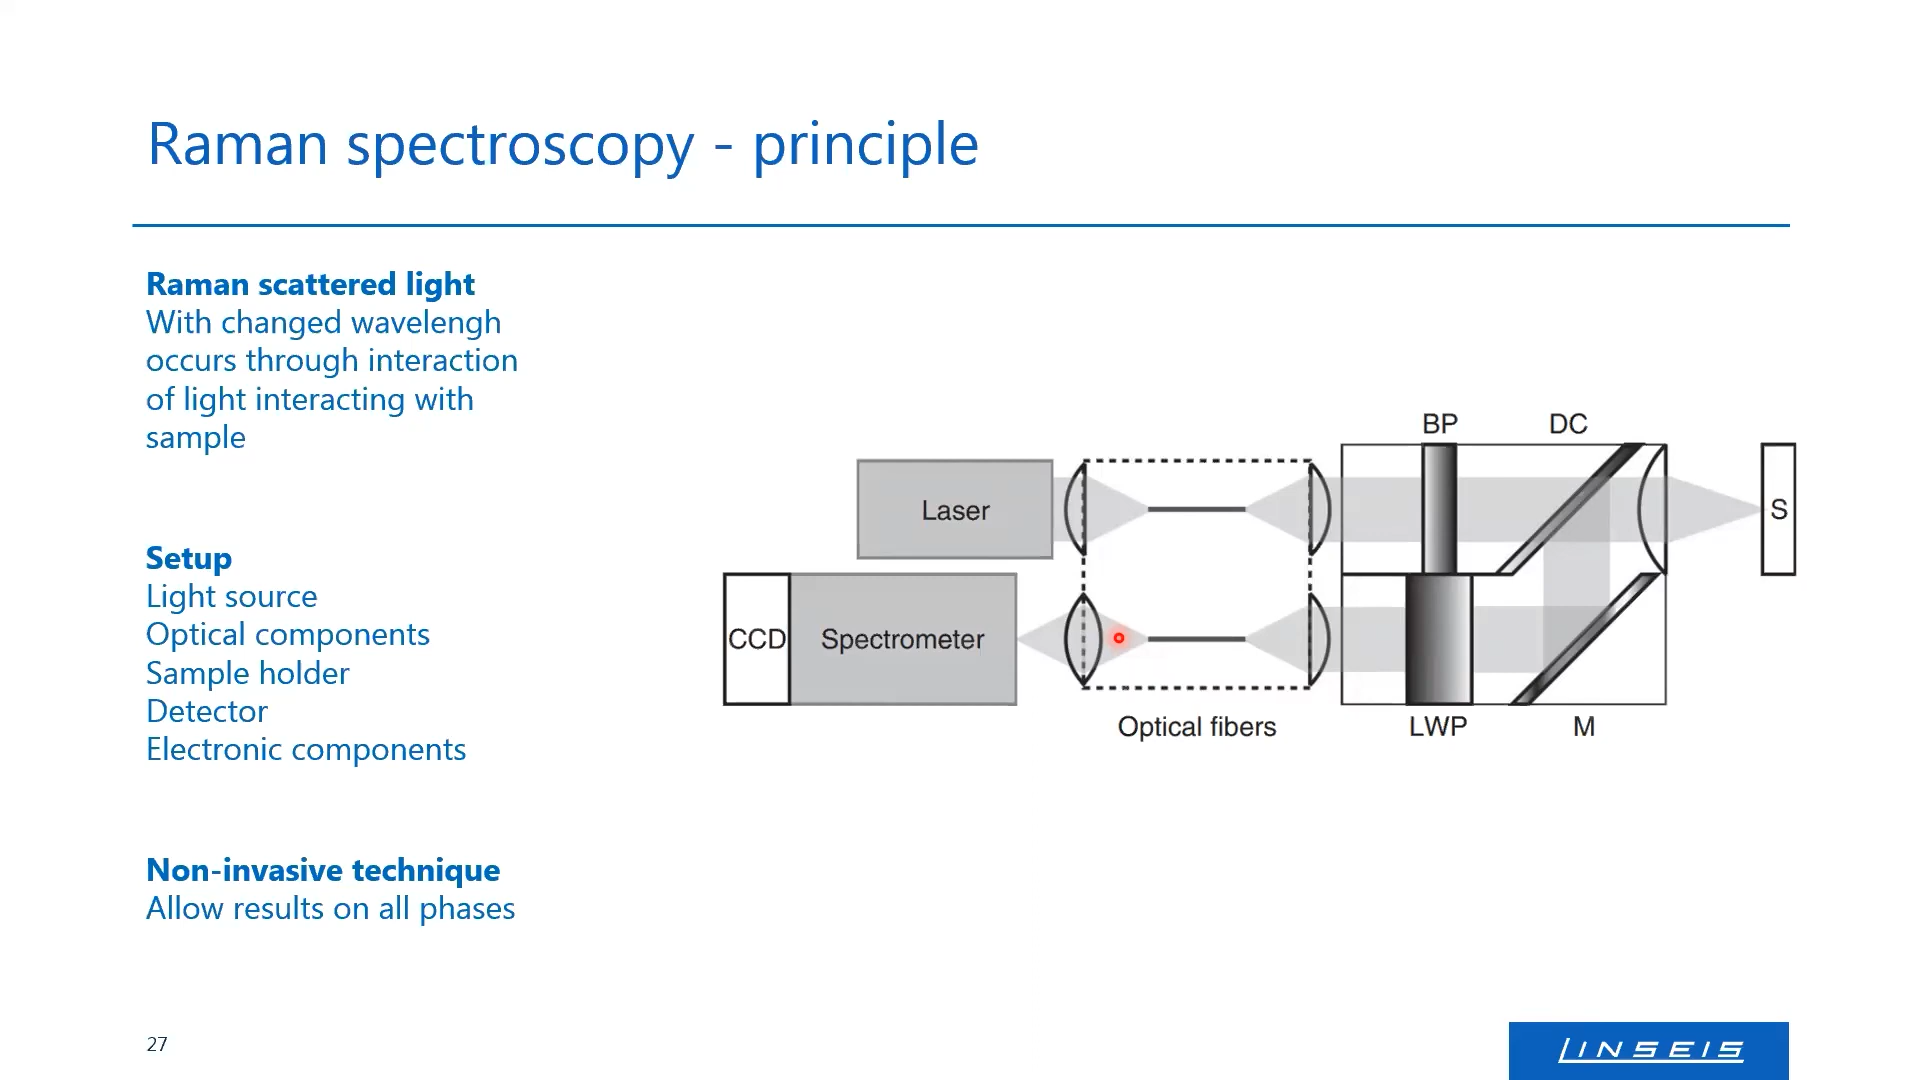 Raman spectroscopy - principle
Raman scattered light
With changed wavelengh
occurs through interaction
of light interacting with
sample
Setup
Light source
Optical components
Sample holder
Detector
Electronic components
Non-invasive technique
Allow results on all phases
BP DC
Laser
S
CCD Spectrometer
Optical fibers LWP M
27
LINSEIS